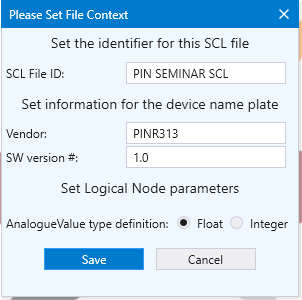 Please Set File Context
Set the identifier for this SCL file
SCL File ID: PIN SEMINAR SCL
Set information for the device name plate
Vendor: PINR313
SW version #: 1.0
Set Logical Node parameters
AnalogueValue type definition: Float Integer
Save Cancel